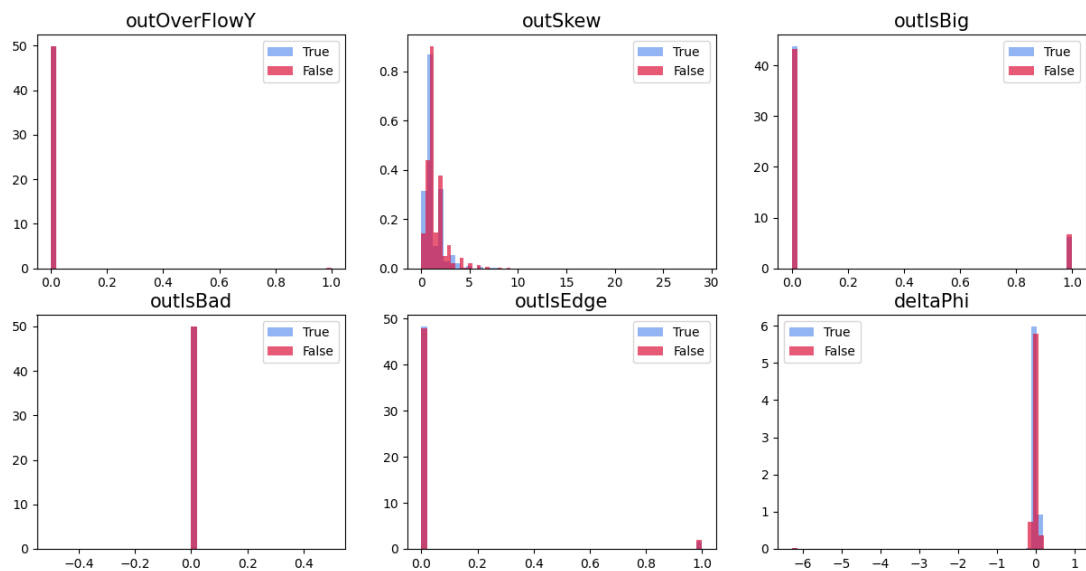 outOverFlowY
50
40
30
20
10
0
0.0 0.2 0.4 0.6 0.8 1.0
True
False
outSkew
0.8
0.6
0.4
0.2
0.0
0 5 10 15 20 25 30
True
False
outIsBig
40
30
20
10
0
0.0 0.2 0.4 0.6 0.8 1.0
True
False
outIsBad
50
40
30
20
10
0
−0.4 −0.2 0.0 0.2 0.4
True
False
outIsEdge
50
40
30
20
10
0
0.0 0.2 0.4 0.6 0.8 1.0
True
False
deltaPhi
6
5
4
3
2
1
0
−6 −5 −4 −3 −2 −1 0 1
True
False